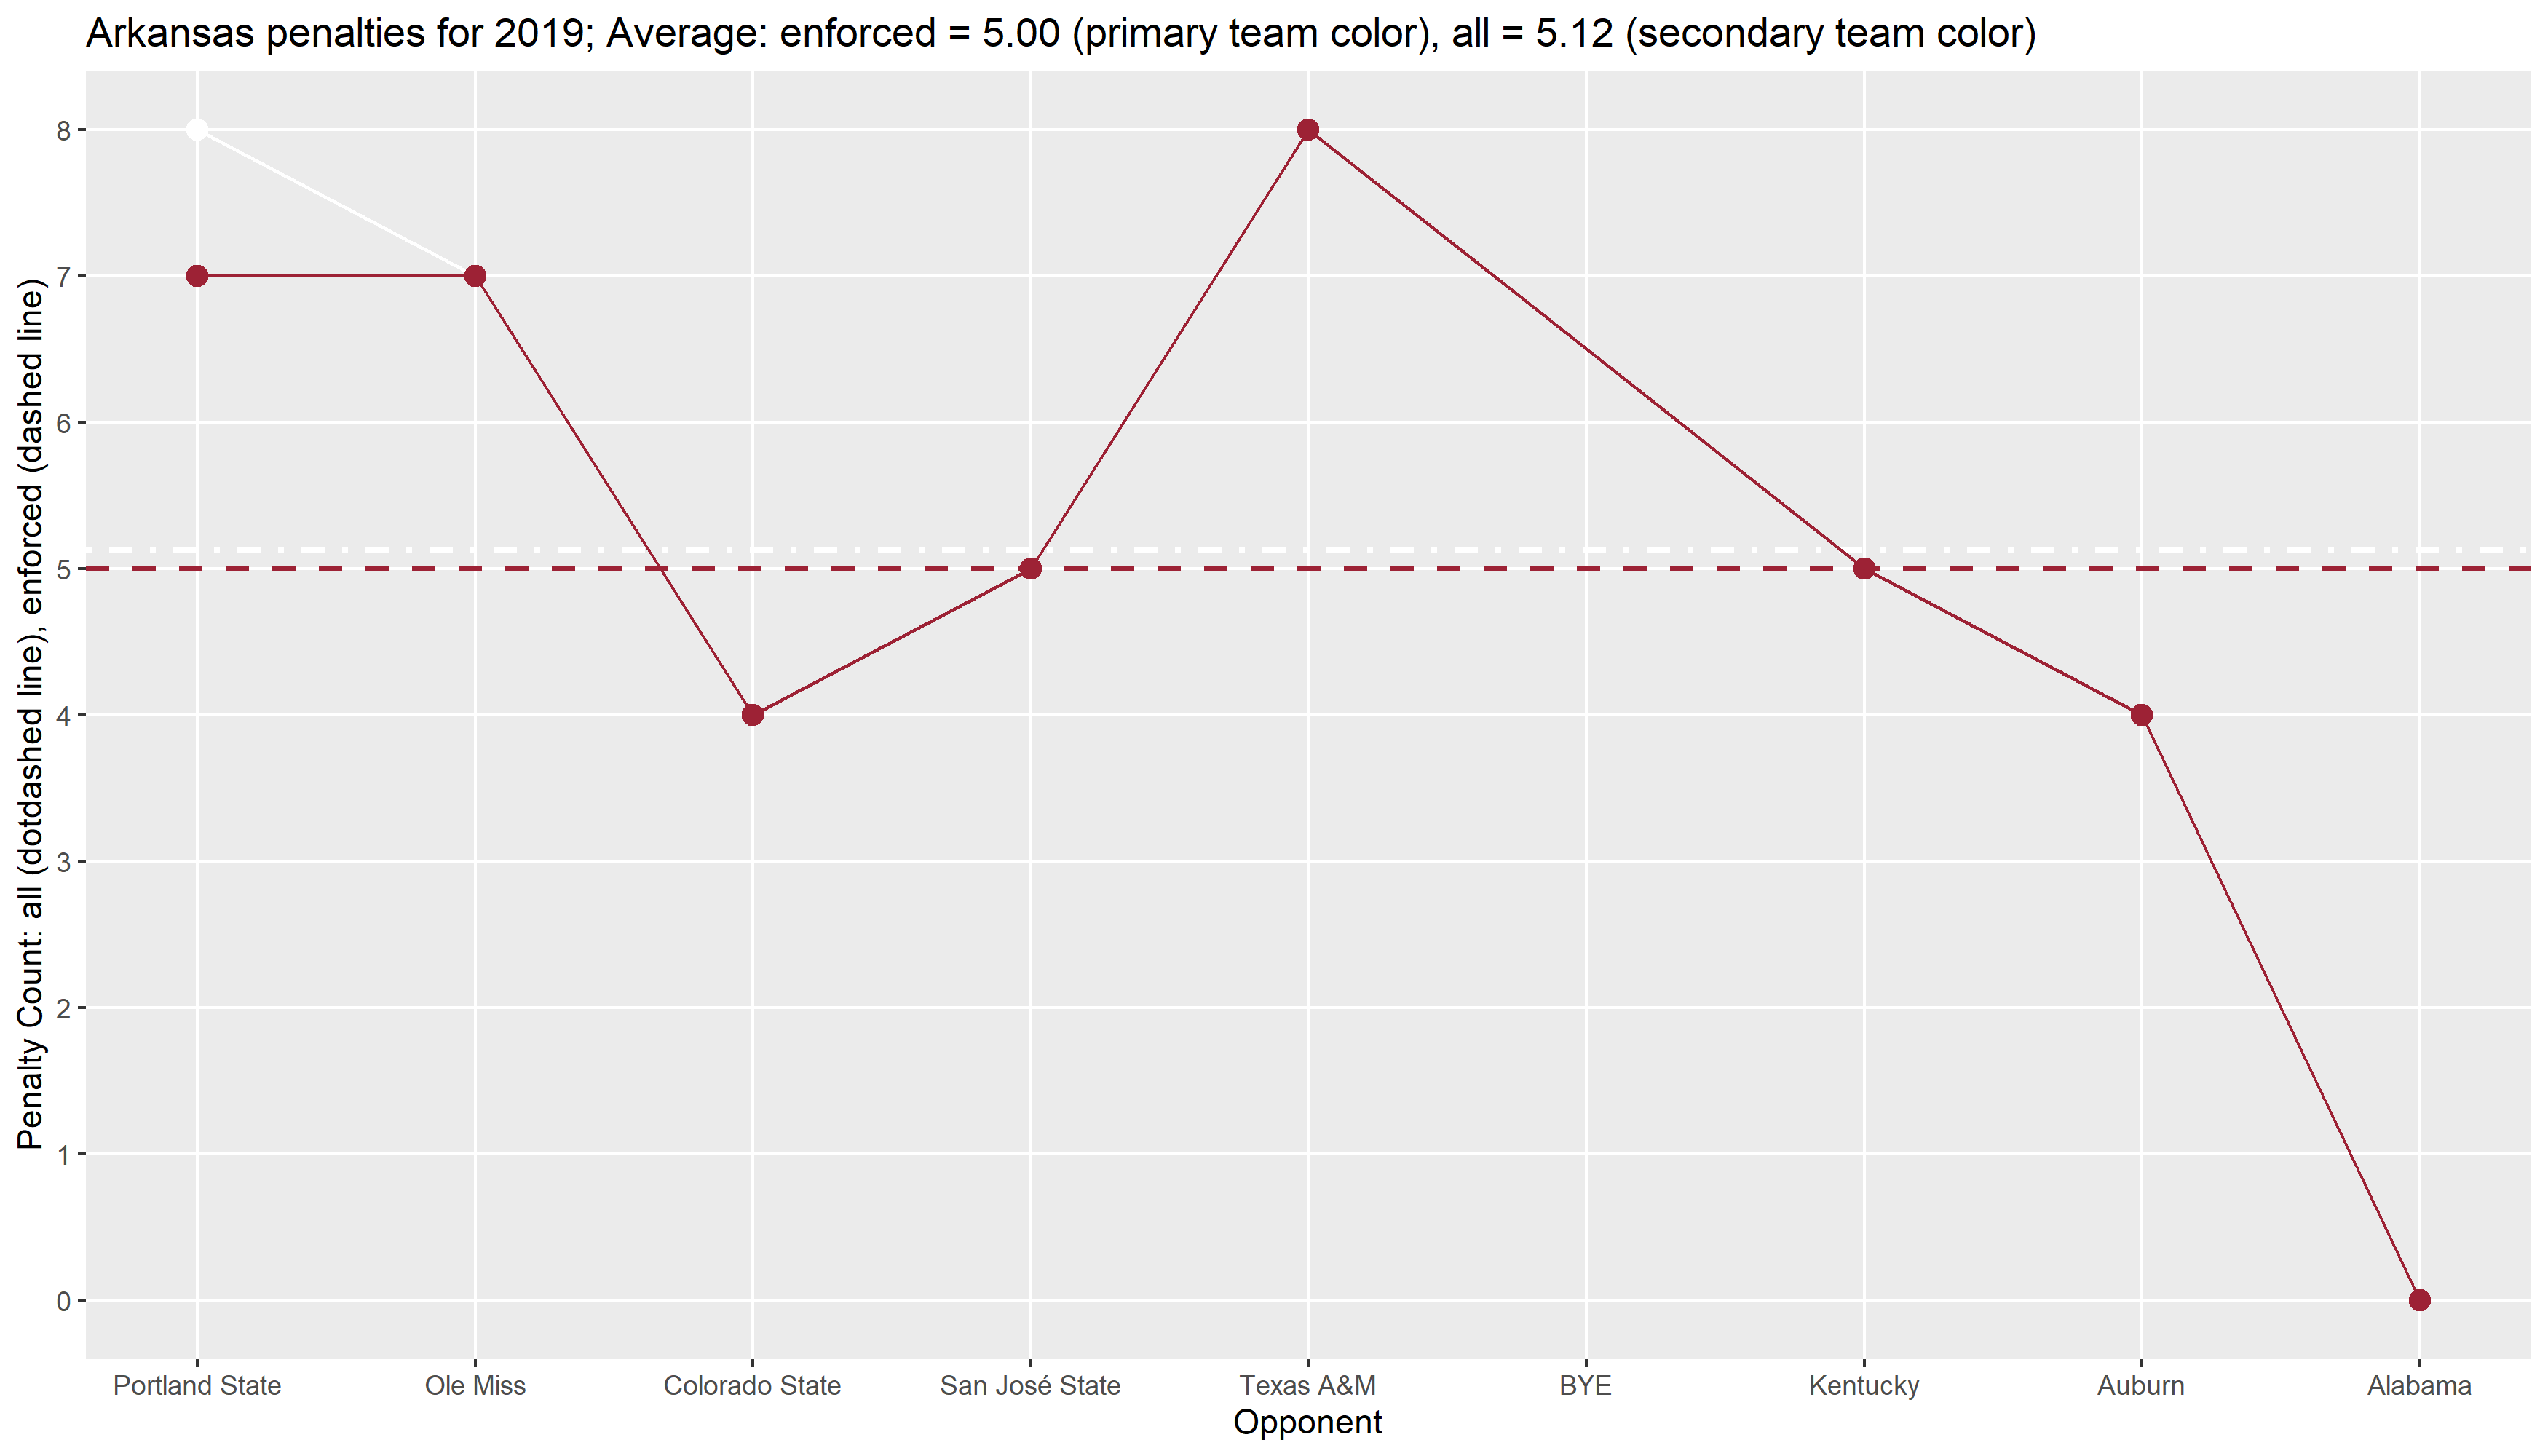 Arkansas penalties for 2019; Average: enforced = 5.00 (primary team color), all = 5.12 (secondary team color)
Penalty Count: all (dotdashed line), enforced (dashed line)
8
7
6
5
4
3
2
1
0
Portland State Ole Miss Colorado State San José State Texas A&M BYE Kentucky Auburn Alabama
Opponent